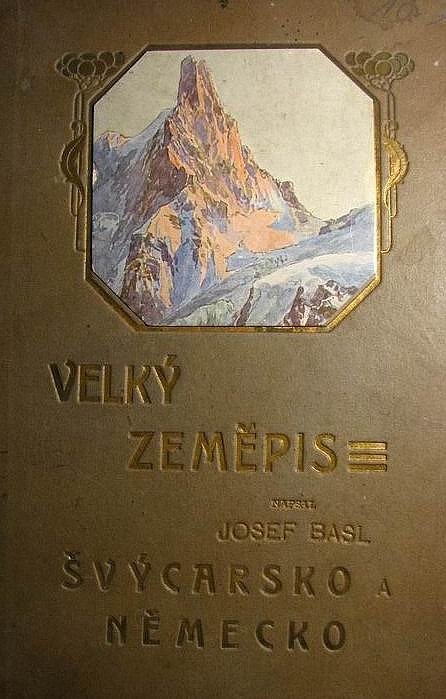 VELKÝ
ZEMĚPIS
NAPSAL
JOSEF BASL
ŠVÝCARSKO A
NĚMECKO